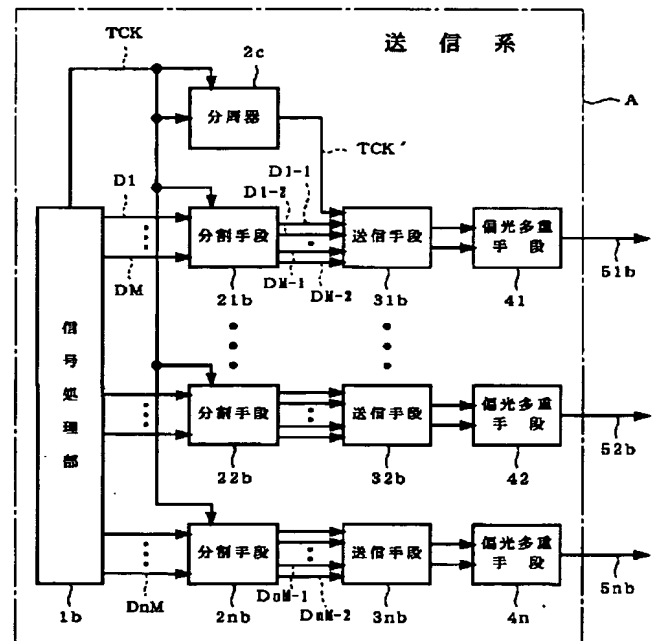 送信系
TCK
2c
分周器
A
TCK'
D1
D1-1
D1-2
DM
分割手段
送信手段
偏光多重
手段
51b
DM-1
DM-2
21b
31b
41
信号処理部
分割手段
送信手段
偏光多重
手段
52b
22b
32b
42
分割手段
送信手段
偏光多重
手段
5nb
DnM
DnM-1
DnM-2
1b
2nb
3nb
4n